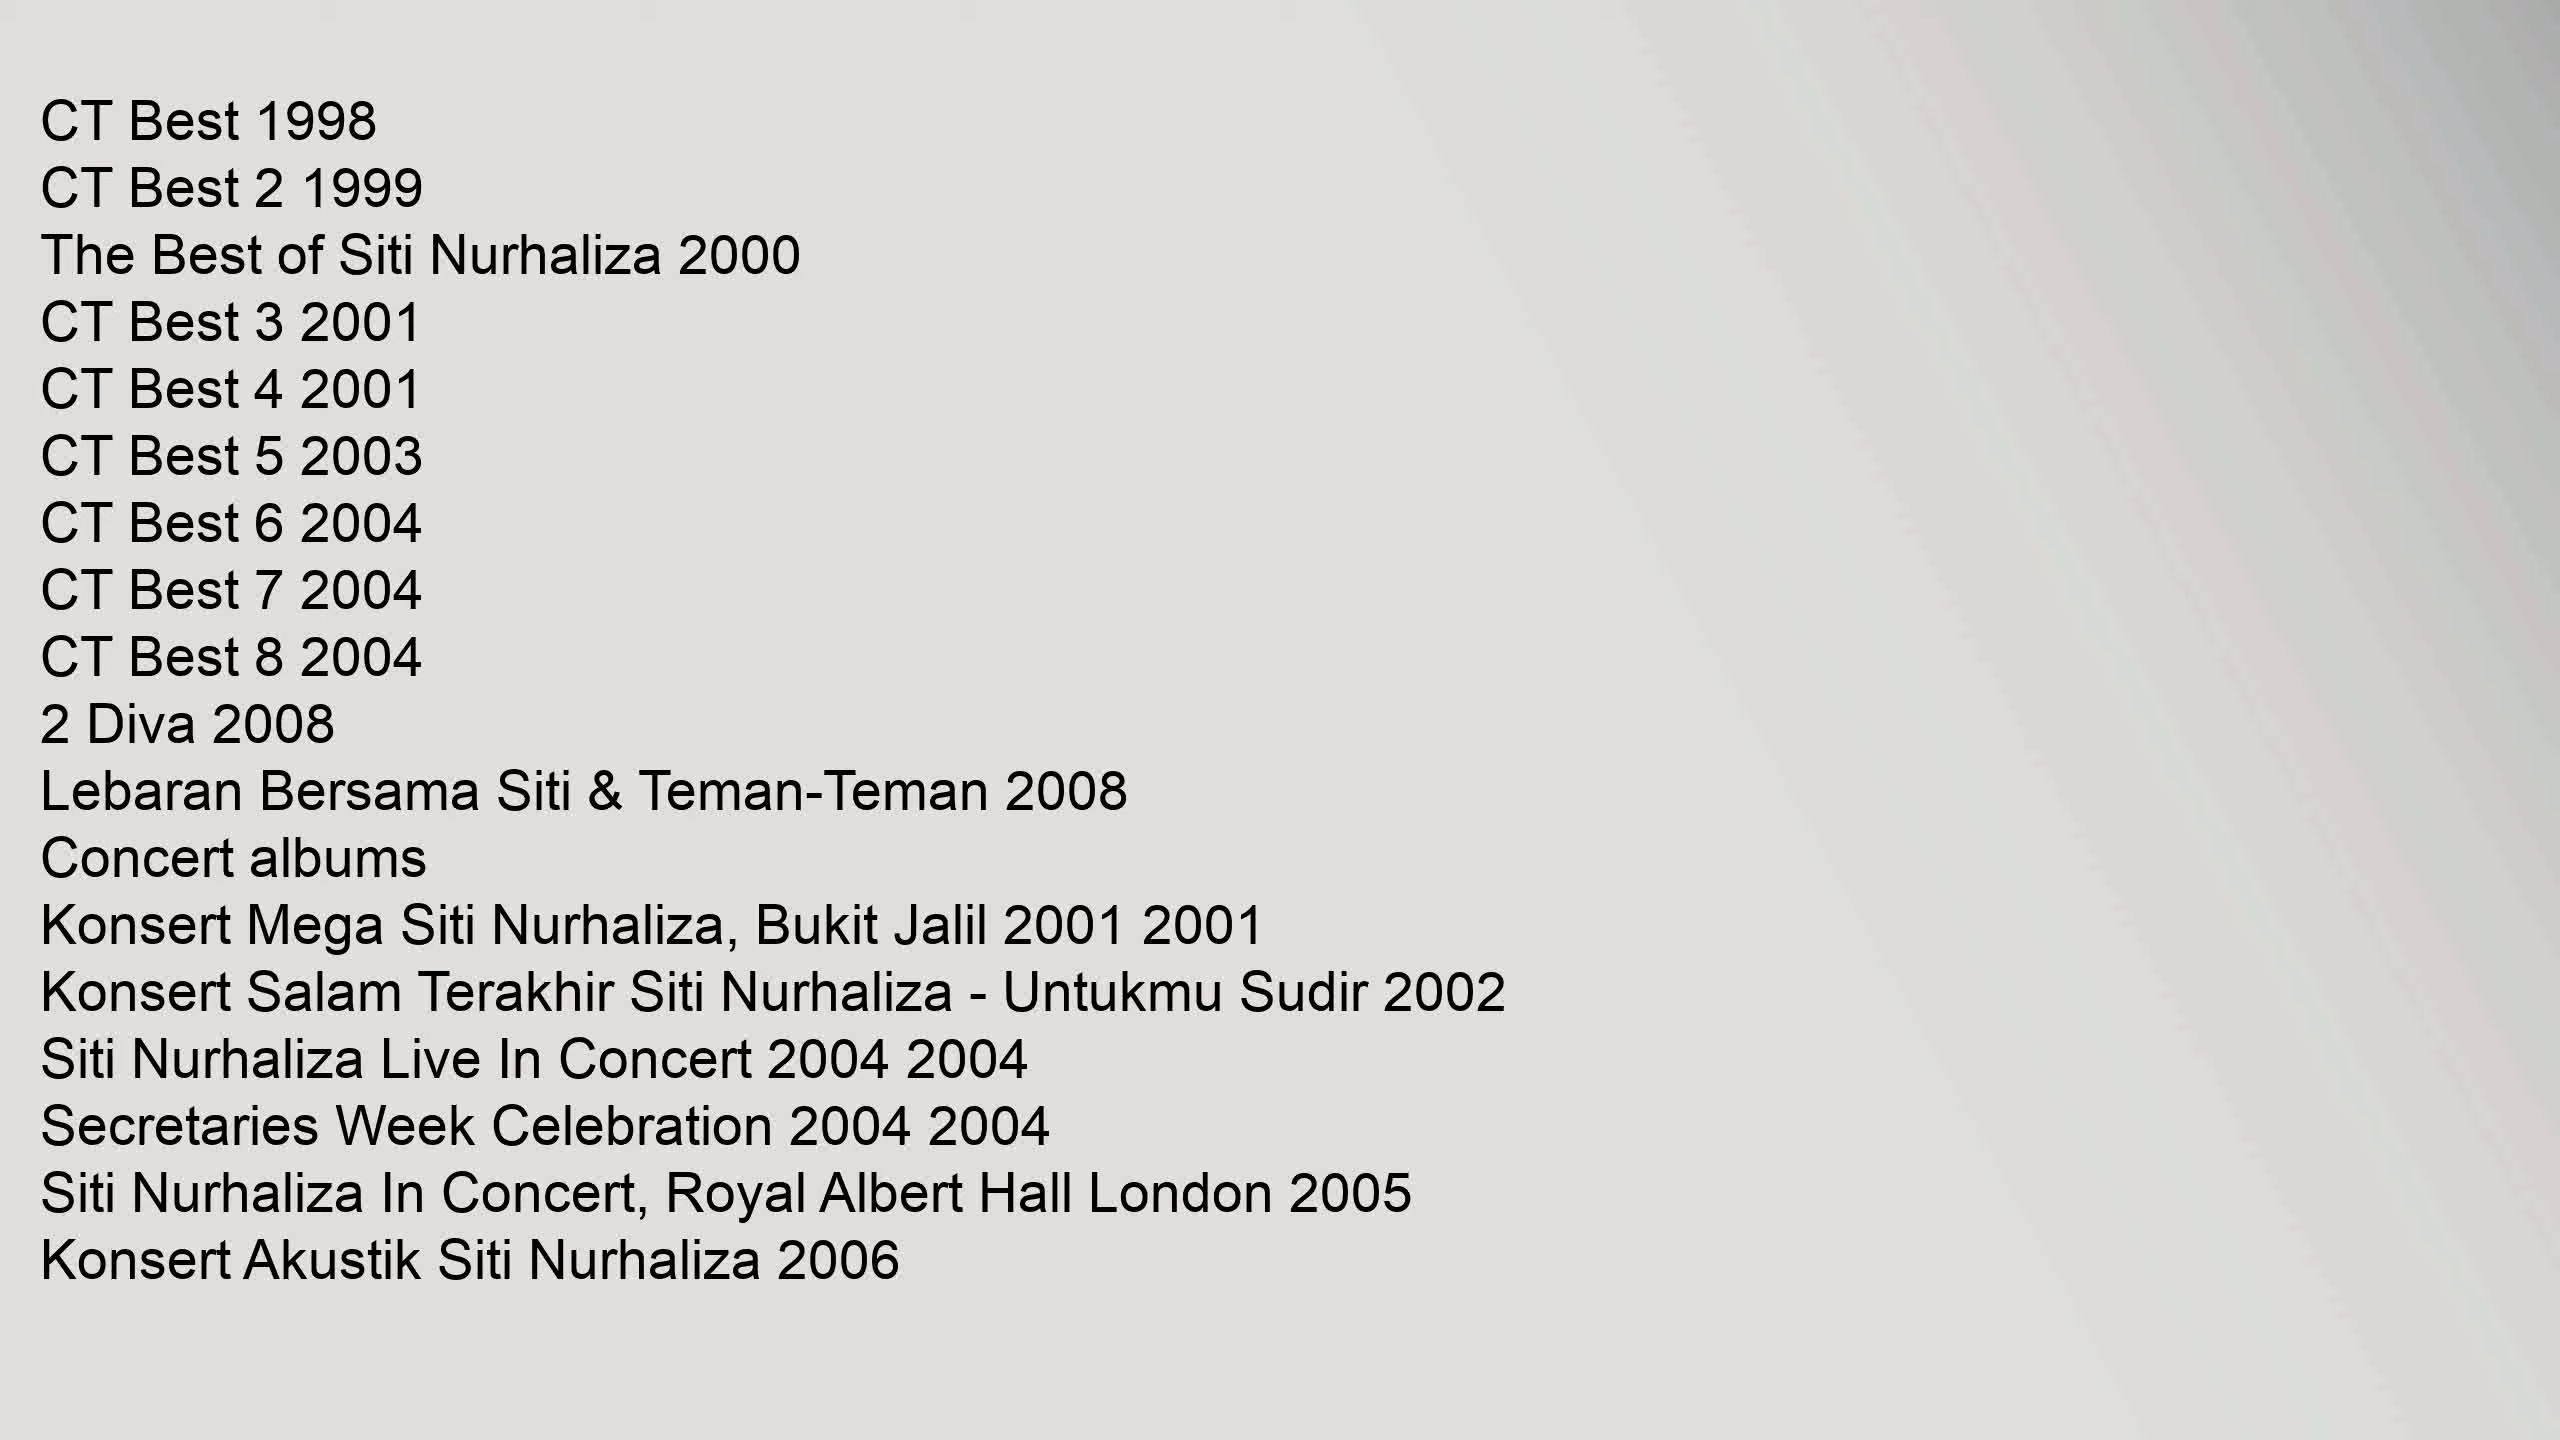 CT Best 1998
CT Best 2 1999
The Best of Siti Nurhaliza 2000
CT Best 3 2001
CT Best 4 2001
CT Best 5 2003
CT Best 6 2004
CT Best 7 2004
CT Best 8 2004
2 Diva 2008
Lebaran Bersama Siti & Teman-Teman 2008
Concert albums
Konsert Mega Siti Nurhaliza, Bukit Jalil 2001 2001
Konsert Salam Terakhir Siti Nurhaliza - Untukmu Sudir 2002
Siti Nurhaliza Live In Concert 2004 2004
Secretaries Week Celebration 2004 2004
Siti Nurhaliza In Concert, Royal Albert Hall London 2005
Konsert Akustik Siti Nurhaliza 2006